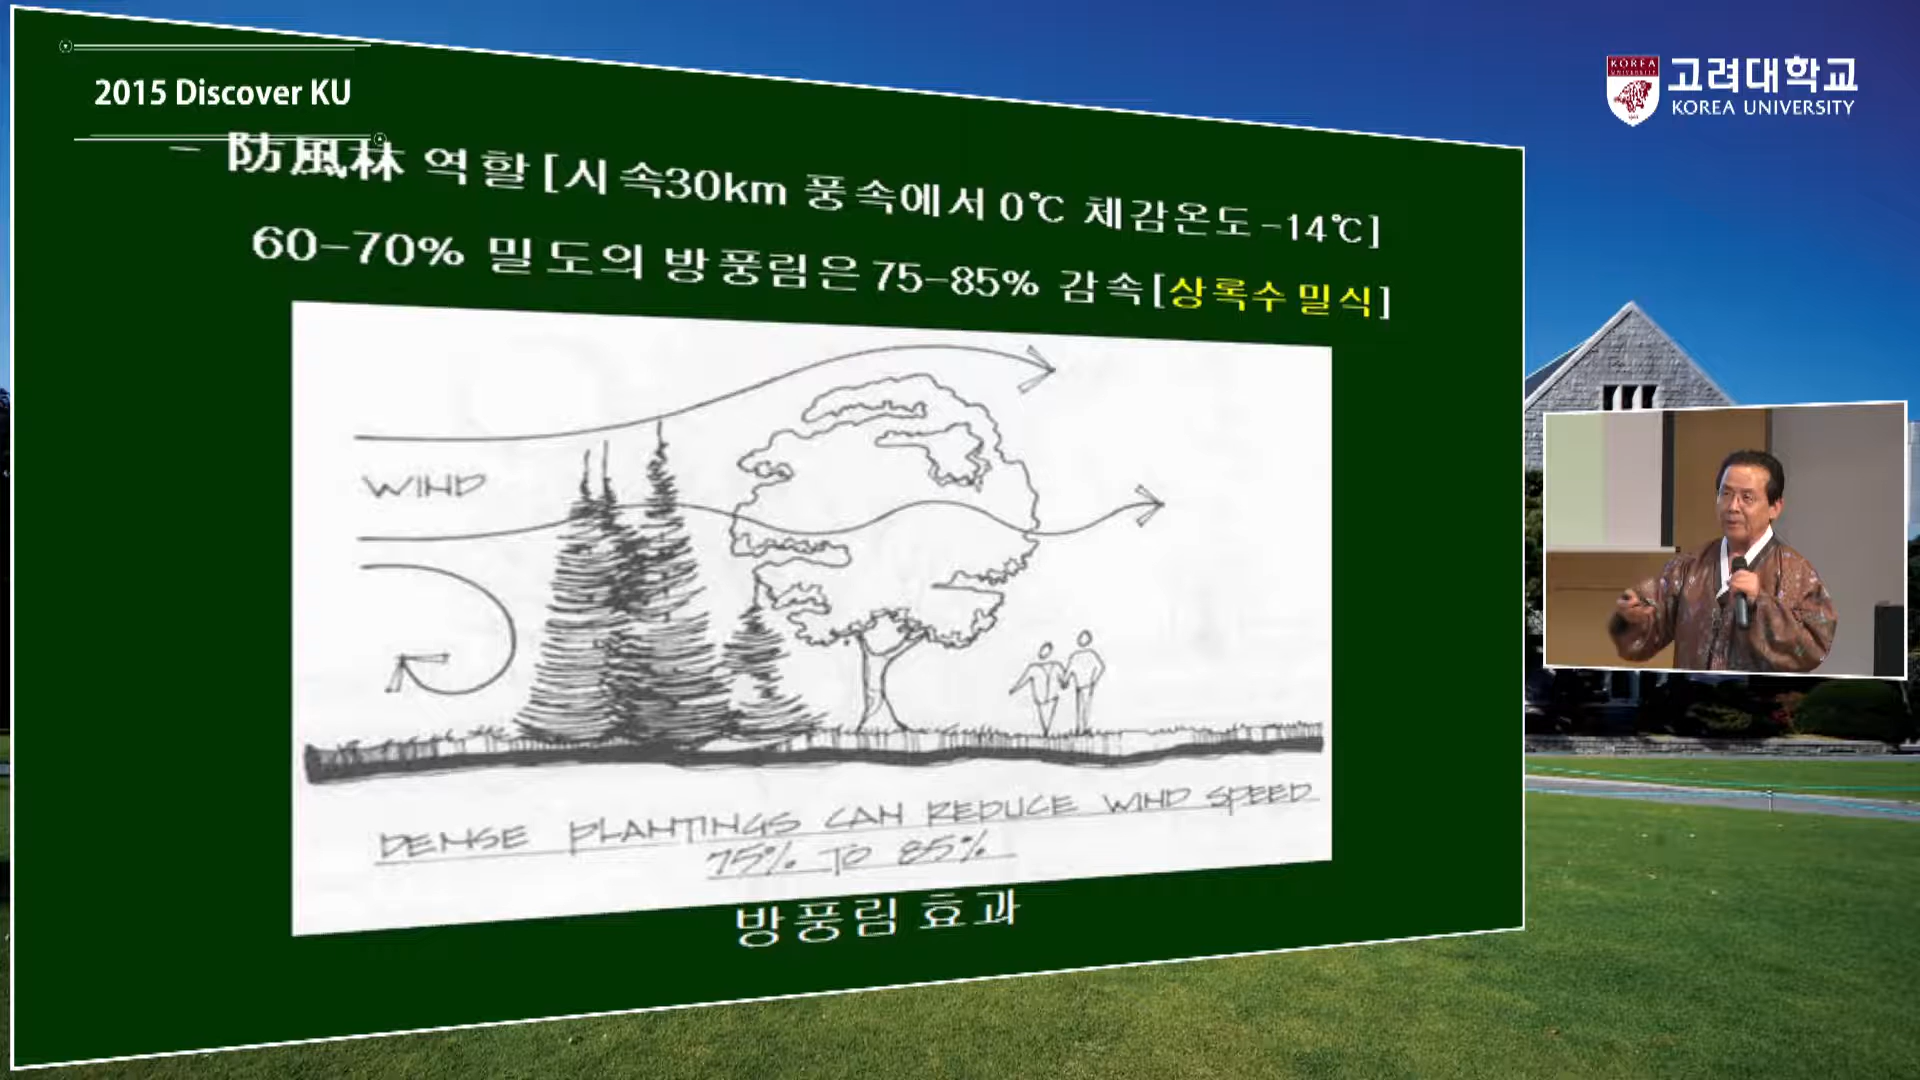 2015 Discover KU
KOREA
고려대학교
KOREA UNIVERSITY
- 防風林 역할 [시속30km 풍속에서 0℃ 체감온도 -14℃]
60-70% 밀도의 방풍림은 75-85% 감속[상록수 밀식]
WIND
DENSE PLANTINGS CAN REDUCE WIND SPEED
75% TO 85%
방풍림 효과